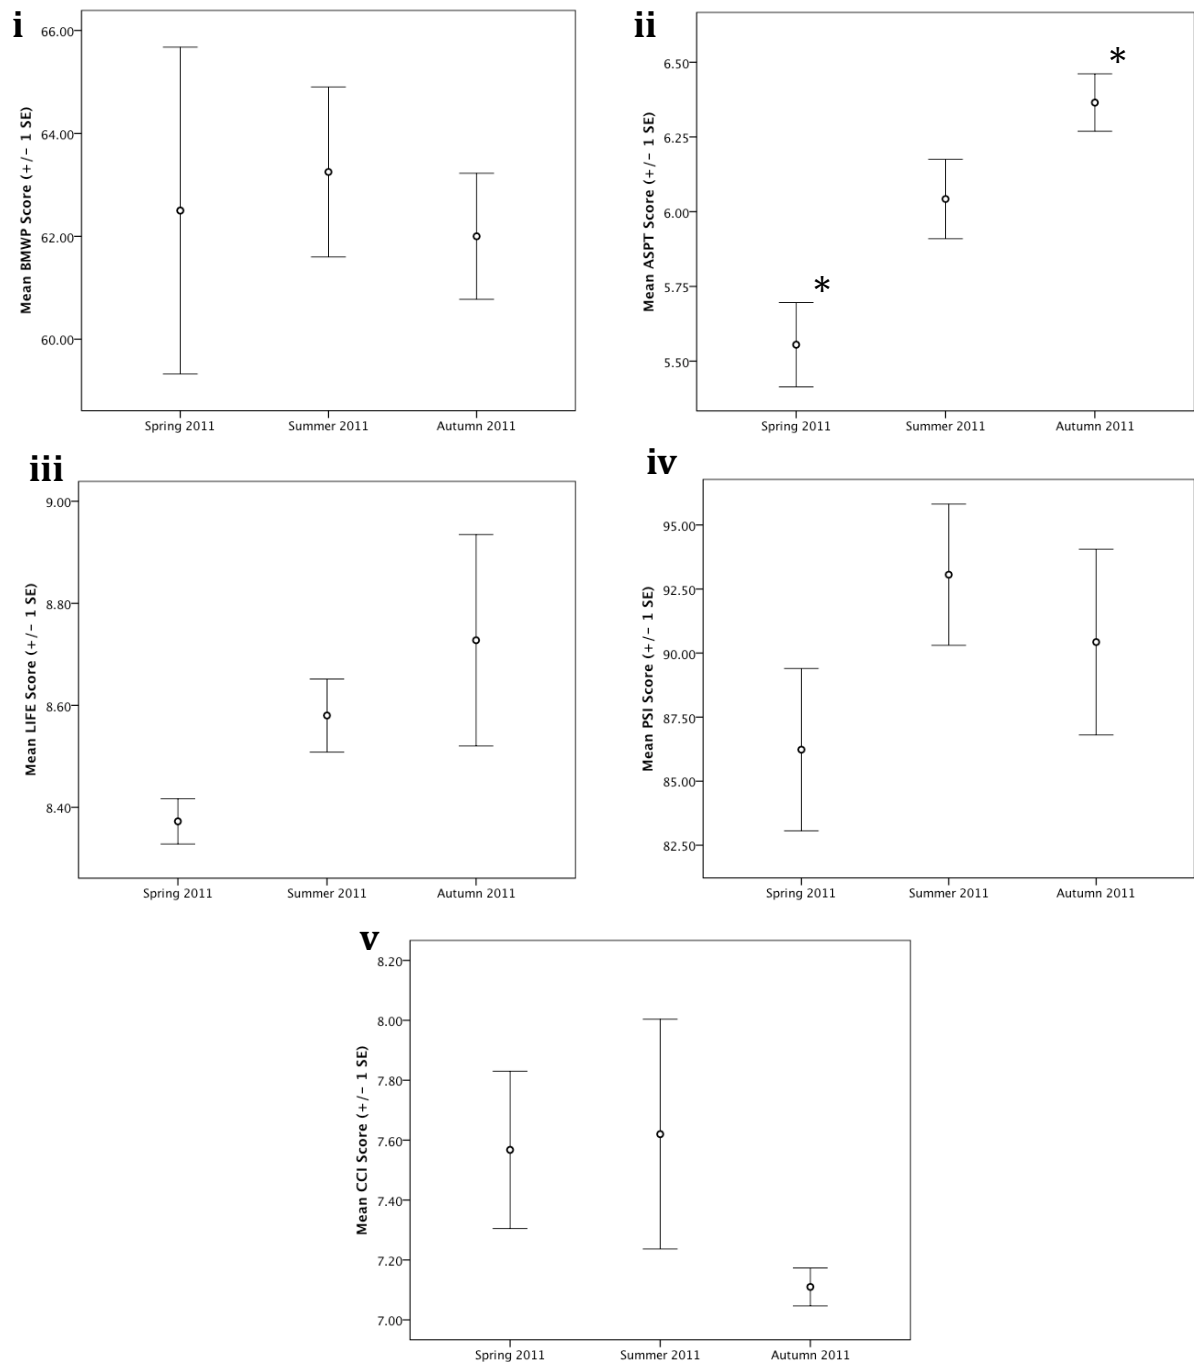 i
Mean BMWP Score (+/- 1 SE)
66.00
64.00
62.00
60.00
Spring 2011 Summer 2011 Autumn 2011
ii
Mean ASPT Score (+/- 1 SE)
6.50
6.25
6.00
5.75
5.50
*
*
Spring 2011 Summer 2011 Autumn 2011
iii
Mean LIFE Score (+/- 1 SE)
9.00
8.80
8.60
8.40
Spring 2011 Summer 2011 Autumn 2011
iv
Mean PSI Score (+/- 1 SE)
95.00
92.50
90.00
87.50
85.00
82.50
Spring 2011 Summer 2011 Autumn 2011
v
Mean CCI Score (+/- 1 SE)
8.20
8.00
7.80
7.60
7.40
7.20
7.00
Spring 2011 Summer 2011 Autumn 2011